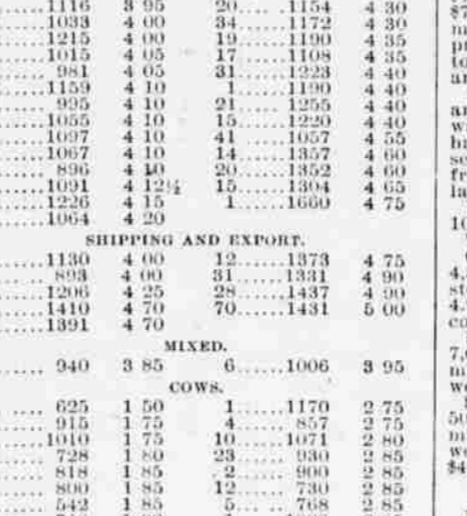 .....1116 3 95 20.....1154 4 30
.....1033 4 00 34.....1172 4 30
.....1215 4 00 19.....1190 4 35
.....1015 4 05 17.....1108 4 35
..... 981 4 05 31.....1223 4 40
.....1159 4 10 1.....1190 4 40
..... 995 4 10 21.....1255 4 40
.....1055 4 10 15.....1220 4 40
.....1097 4 10 41.....1057 4 55
.....1067 4 10 14.....1357 4 60
..... 896 4 10 20.....1352 4 60
.....1091 4 12½ 15.....1304 4 65
.....1226 4 15 1.....1660 4 75
.....1064 4 20
SHIPPING AND EXPORT.
.....1130 4 00 12.....1373 4 75
..... 893 4 00 31.....1331 4 90
.....1206 4 25 28.....1437 4 90
.....1410 4 70 70.....1431 5 00
.....1391 4 70
MIXED.
..... 940 3 85 6.....1006 3 95
COWS.
..... 625 1 50 1.....1170 2 75
..... 915 1 75 4..... 857 2 75
.....1010 1 75 10.....1071 2 80
..... 728 1 80 23..... 930 2 85
..... 818 1 85 2..... 900 2 85
..... 800 1 85 12..... 730 2 85
..... 542 1 85 5..... 768 2 85